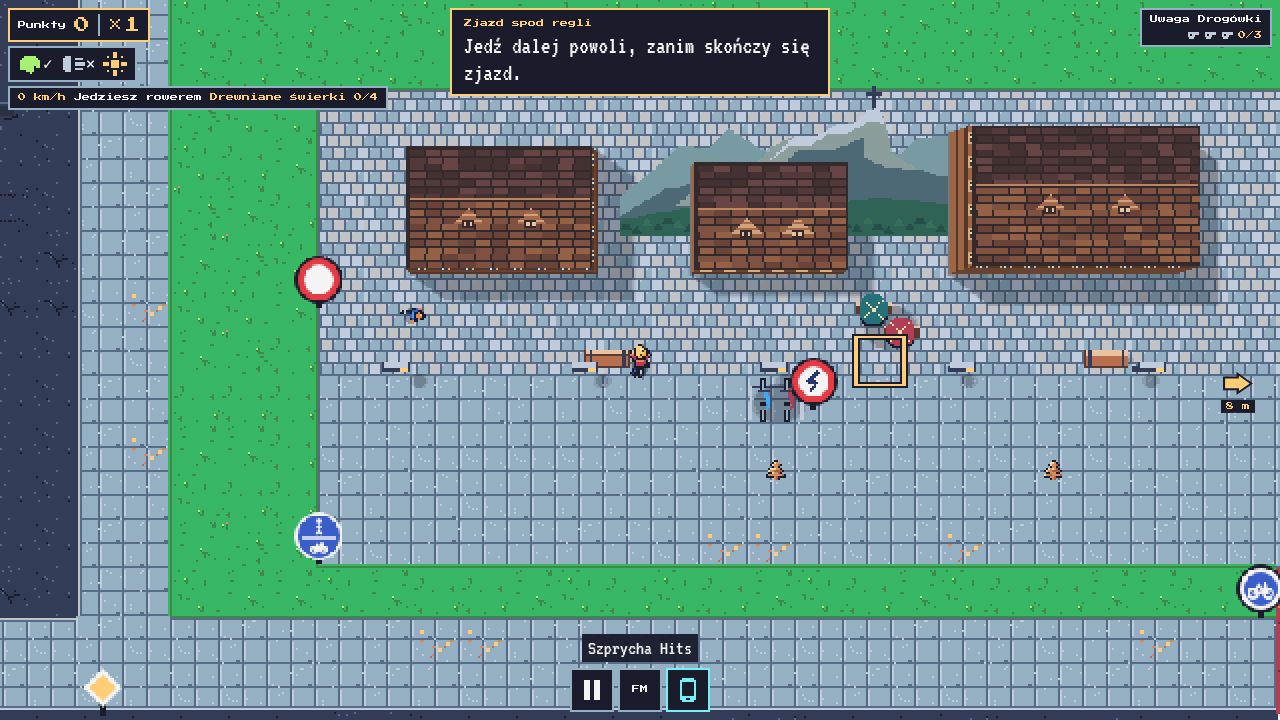 Punkty 0 | × 1
Zjazd spod regli
Jedź dalej powoli, zanim skończy się
zjazd.
Uwaga Drogówki
0/3
0 km/h Jedziesz rowerem Drewniane świerki 0/4
8 m
Szprycha Hits
FM